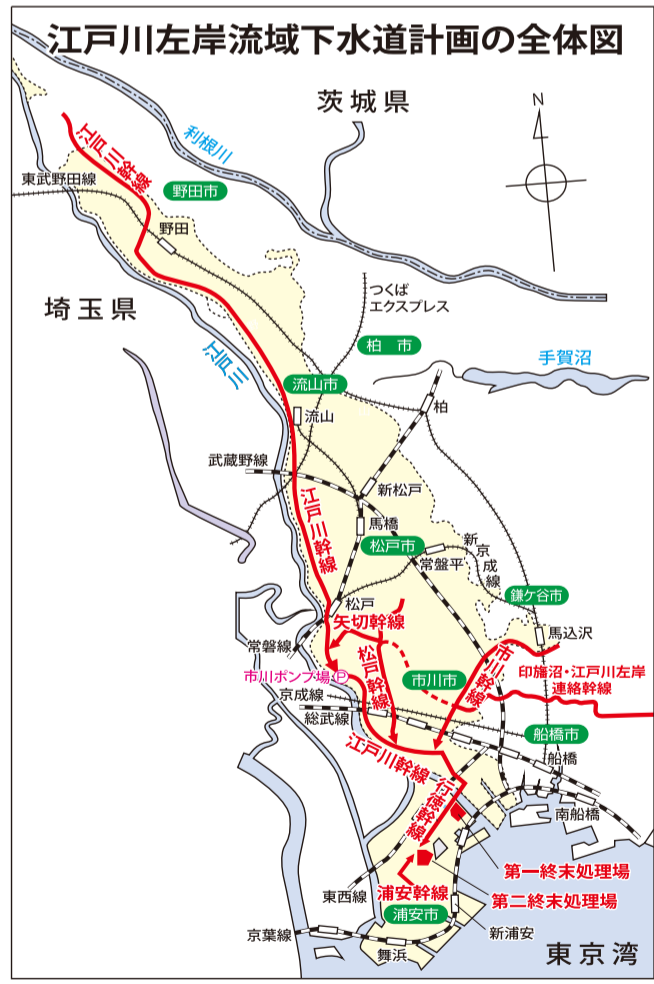 江戸川左岸流域下水道計画の全体図
茨城県
N
利根川
江戸川幹線
東武野田線
野田市
野田
つくば
エクスプレス
埼玉県
江戸川
柏 市
手賀沼
流山市
流山
柏
武蔵野線
新松戸
江戸川幹線
馬橋
松戸市
新京成線
常盤平
鎌ケ谷市
松戸
矢切幹線
馬込沢
常磐線
松戸幹線
市川幹線
市川ポンプ場 P
市川市
印旛沼・江戸川左岸
連絡幹線
京成線
総武線
船橋市
江戸川幹線
船橋
行徳幹線
南船橋
第一終末処理場
東西線
浦安幹線
第二終末処理場
浦安市
京葉線
新浦安
舞浜
東京湾